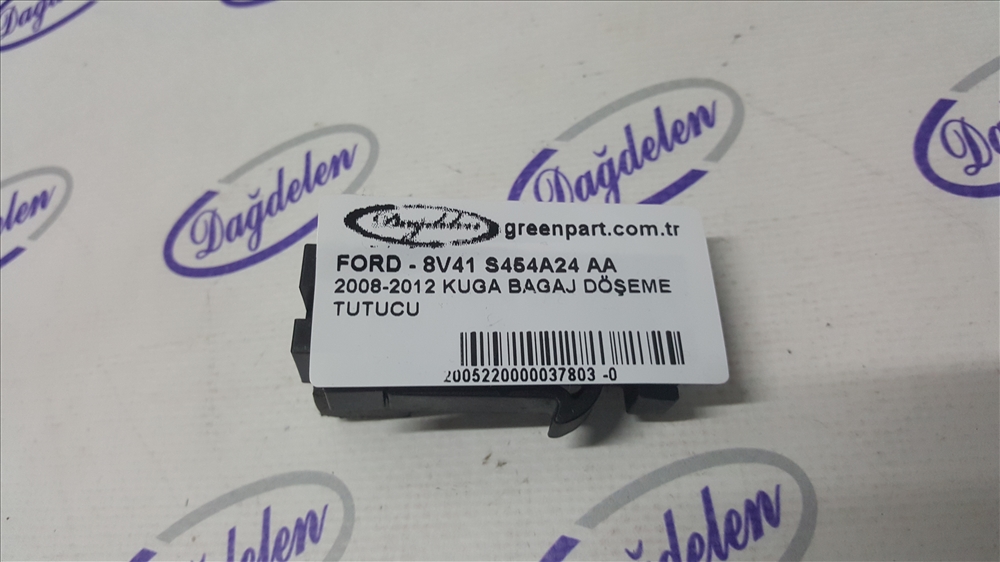 Dağdelen
Dağdelen
Dağdelen
Dağdelen
greenpart.com.tr
FORD - 8V41 S454A24 AA
2008-2012 KUGA BAGAJ DÖŞEME
TUTUCU
2005220000037803 -0
Dağdelen